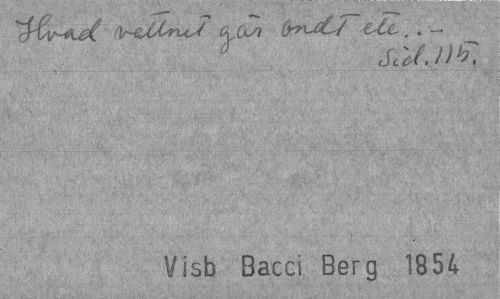 Hvad vettnet går ondt etc..-
Sid. 115.
Visb Bacci Berg 1854